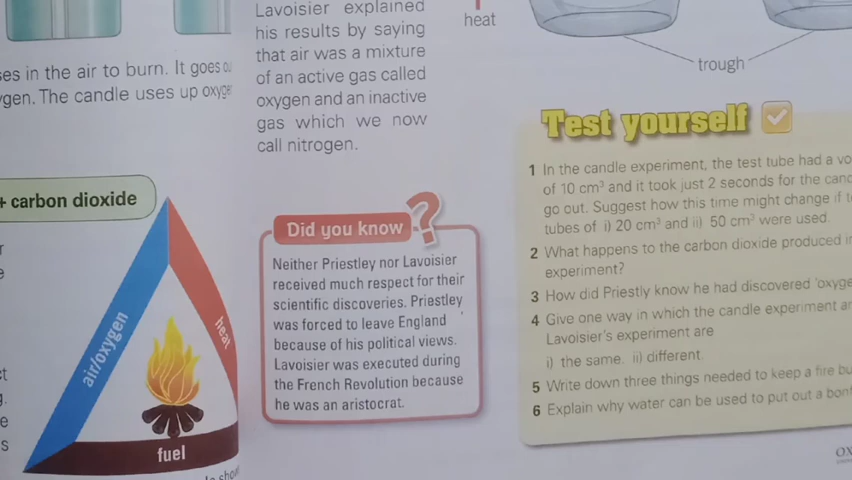 ses in the air to burn. It goes
gen. The candle uses up
+ carbon dioxide
air/oxygen
heat
fuel
Lavoisier explained
his results by saying
that air was a mixture
of an active gas called
oxygen and an inactive
gas which we now
call nitrogen.
heat
trough
Did you know ?
Neither Priestley nor Lavoisier
received much respect for their
scientific discoveries. Priestley
was forced to leave England
because of his political views.
Lavoisier was executed during
the French Revolution because
he was an aristocrat.
Test yourself
1 In the candle experiment, the test tube had a vo
of 10 cm³ and it took just 2 seconds for the cand
go out. Suggest how this time might change if t
tubes of i) 20 cm³ and ii) 50 cm³ were used.
2 What happens to the carbon dioxide produced in
experiment?
3 How did Priestly know he had discovered 'oxyge
4 Give one way in which the candle experiment an
Lavoisier's experiment are
i) the same. ii) different.
5 Write down three things needed to keep a fire bu
6 Explain why water can be used to put out a bonf
OX